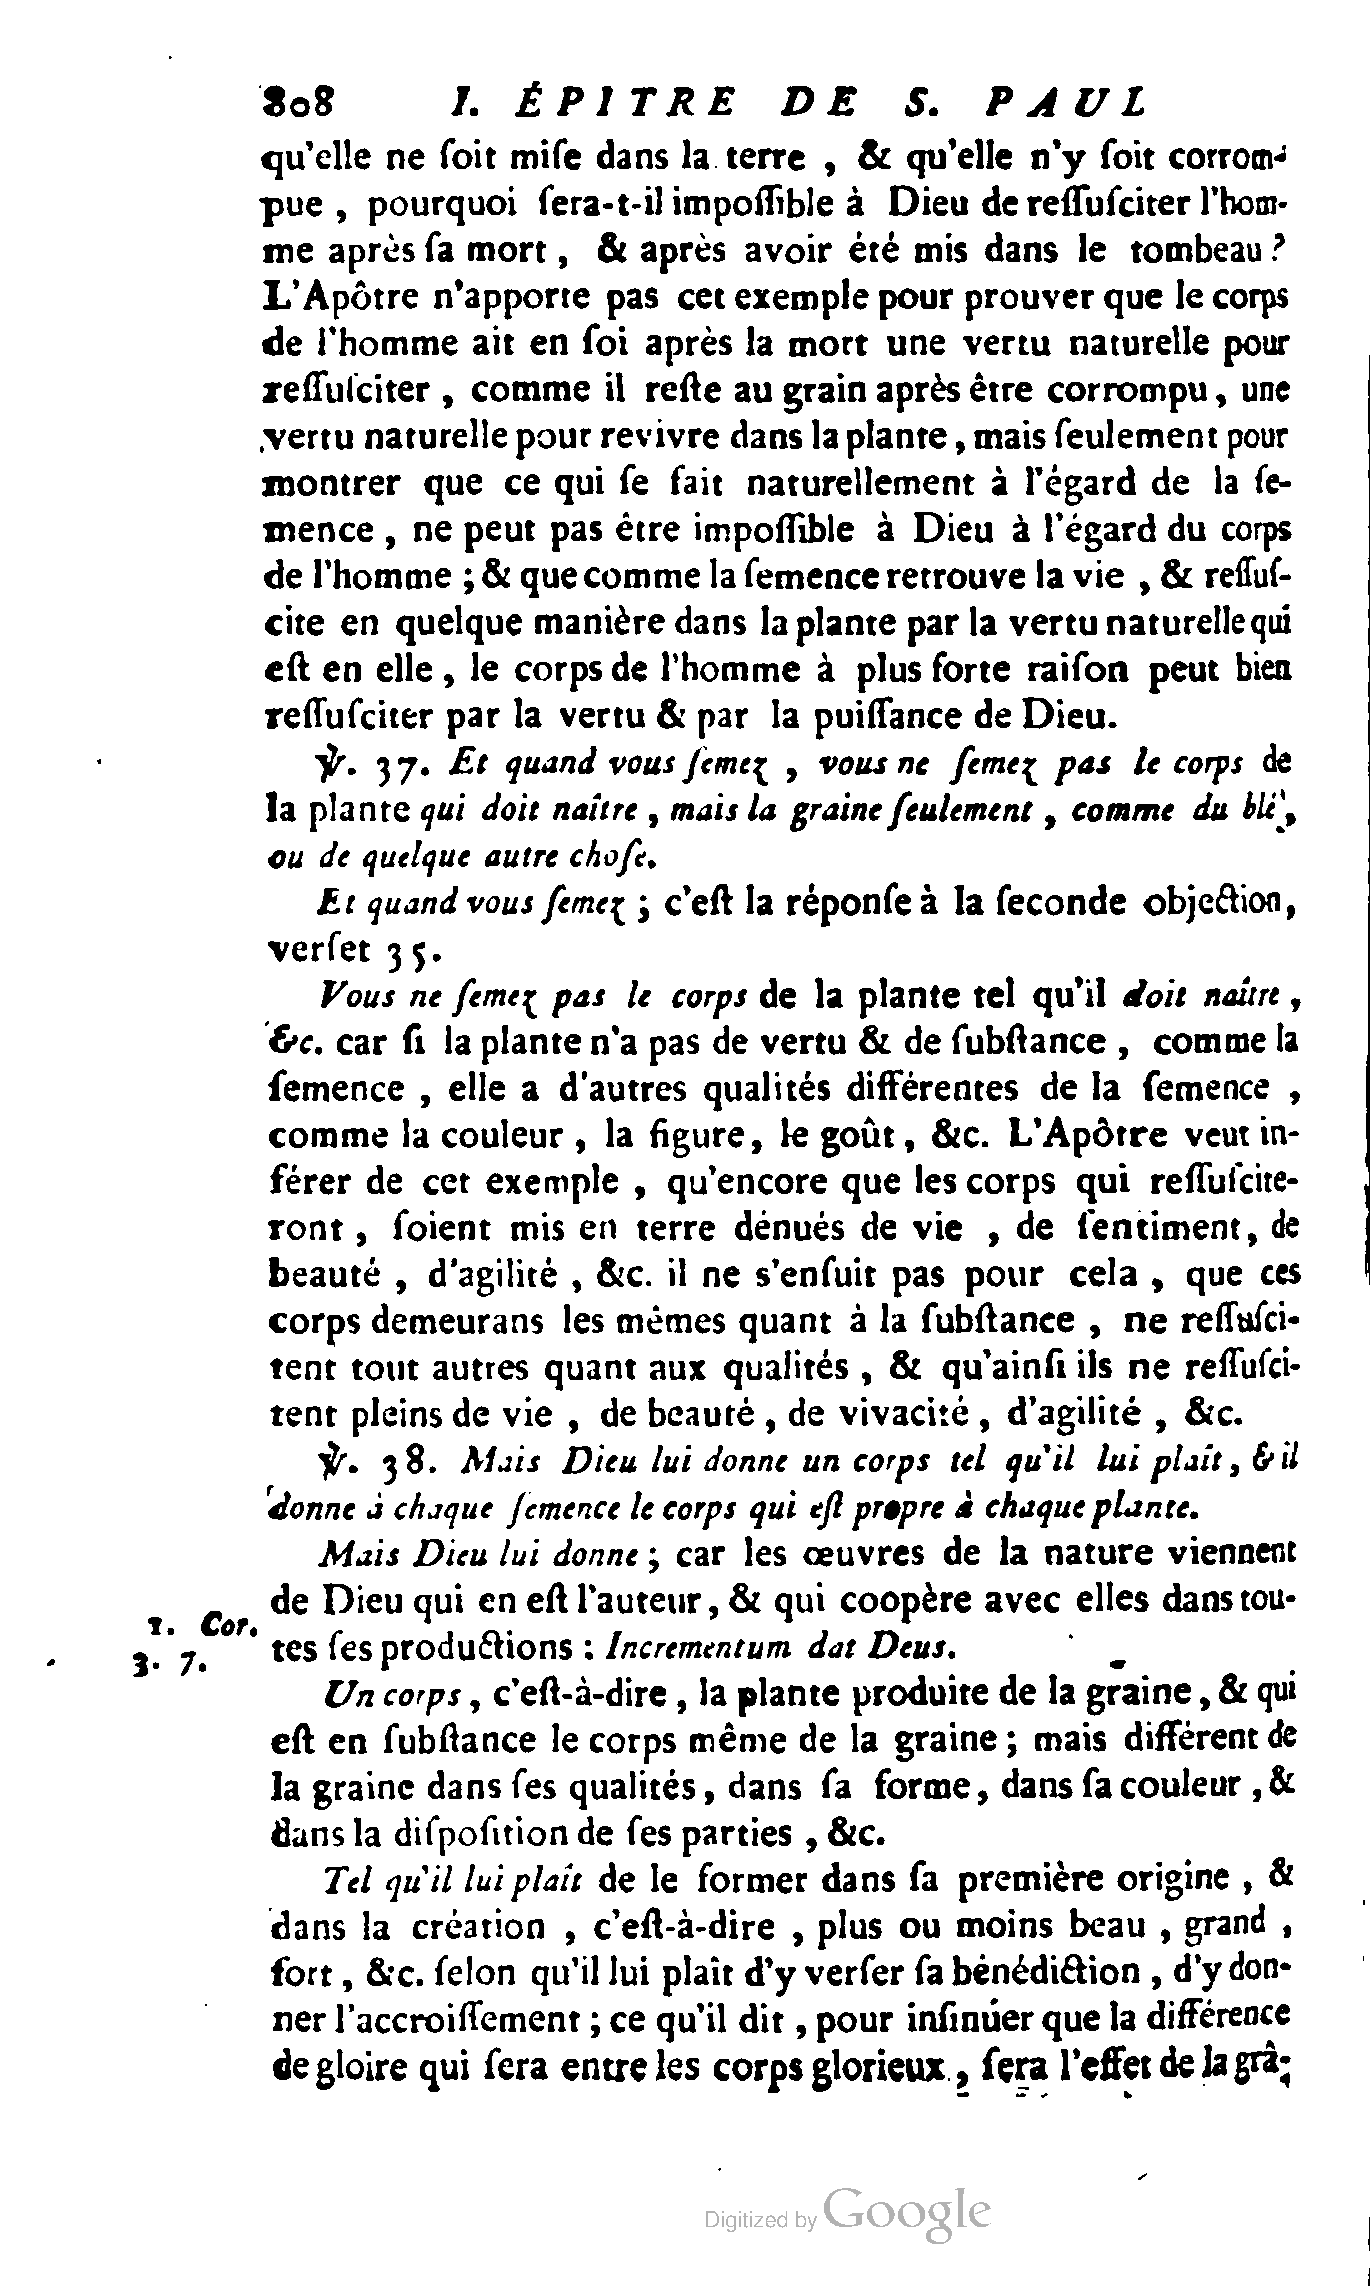 808 I. ÉPITRE DE S. PAUL
qu'elle ne ſoit miſe dans la terre , & qu'elle n'y ſoit corrom-
pue , pourquoi ſera-t-il impoſſible à Dieu de reſſuſciter l'hom-
me après ſa mort , & après avoir été mis dans le tombeau ?
L'Apôtre n'apporte pas cet exemple pour prouver que le corps
de l'homme ait en ſoi après la mort une vertu naturelle pour
reſſuſciter , comme il reſte au grain après être corrompu , une
vertu naturelle pour revivre dans la plante , mais ſeulement pour
montrer que ce qui ſe fait naturellement à l'égard de la ſe-
mence , ne peut pas être impoſſible à Dieu à l'égard du corps
de l'homme ; & que comme la ſemence retrouve la vie , & reſſuſ-
cite en quelque manière dans la plante par la vertu naturelle qui
eſt en elle , le corps de l'homme à plus forte raiſon peut bien
reſſuſciter par la vertu & par la puiſſance de Dieu.
℣. 37. Et quand vous ſemez , vous ne ſemez pas le corps de
la plante qui doit naître , mais la graine ſeulement , comme du blé ,
ou de quelque autre choſe.
Et quand vous ſemez ; c'eſt la réponſe à la ſeconde objection,
verſet 35.
Vous ne ſemez pas le corps de la plante tel qu'il doit naître ,
&c. car ſi la plante n'a pas de vertu & de ſubſtance , comme la
ſemence , elle a d'autres qualités différentes de la ſemence ,
comme la couleur , la figure , le goût , &c. L'Apôtre veut in-
férer de cet exemple , qu'encore que les corps qui reſſuſcite-
ront , ſoient mis en terre dénués de vie , de ſentiment , de
beauté , d'agilité , &c. il ne s'enſuit pas pour cela , que ces
corps demeurans les mêmes quant à la ſubſtance , ne reſſuſci-
tent tout autres quant aux qualités , & qu'ainſi ils ne reſſuſci-
tent pleins de vie , de beauté , de vivacité , d'agilité , &c.
℣. 38. Mais Dieu lui donne un corps tel qu'il lui plaît , & il
donne à chaque ſemence le corps qui eſt propre à chaque plante.
Mais Dieu lui donne ; car les œuvres de la nature viennent
de Dieu qui en eſt l'auteur , & qui coopère avec elles dans tou-
1. Cor. 3. 7.
tes ſes productions : Incrementum dat Deus.
Un corps , c'eſt-à-dire , la plante produite de la graine , & qui
eſt en ſubſtance le corps même de la graine ; mais différent de
la graine dans ſes qualités , dans ſa forme , dans ſa couleur , &
dans la diſpoſition de ſes parties , &c.
Tel qu'il lui plaît de le former dans ſa première origine , &
dans la création , c'eſt-à-dire , plus ou moins beau , grand ,
fort , &c. ſelon qu'il lui plaît d'y verſer ſa bénédiction , d'y don-
ner l'accroiſſement ; ce qu'il dit , pour inſinüer que la différence
de gloire qui ſera entre les corps glorieux , ſera l'effet de la grâ-
Digitized by Google